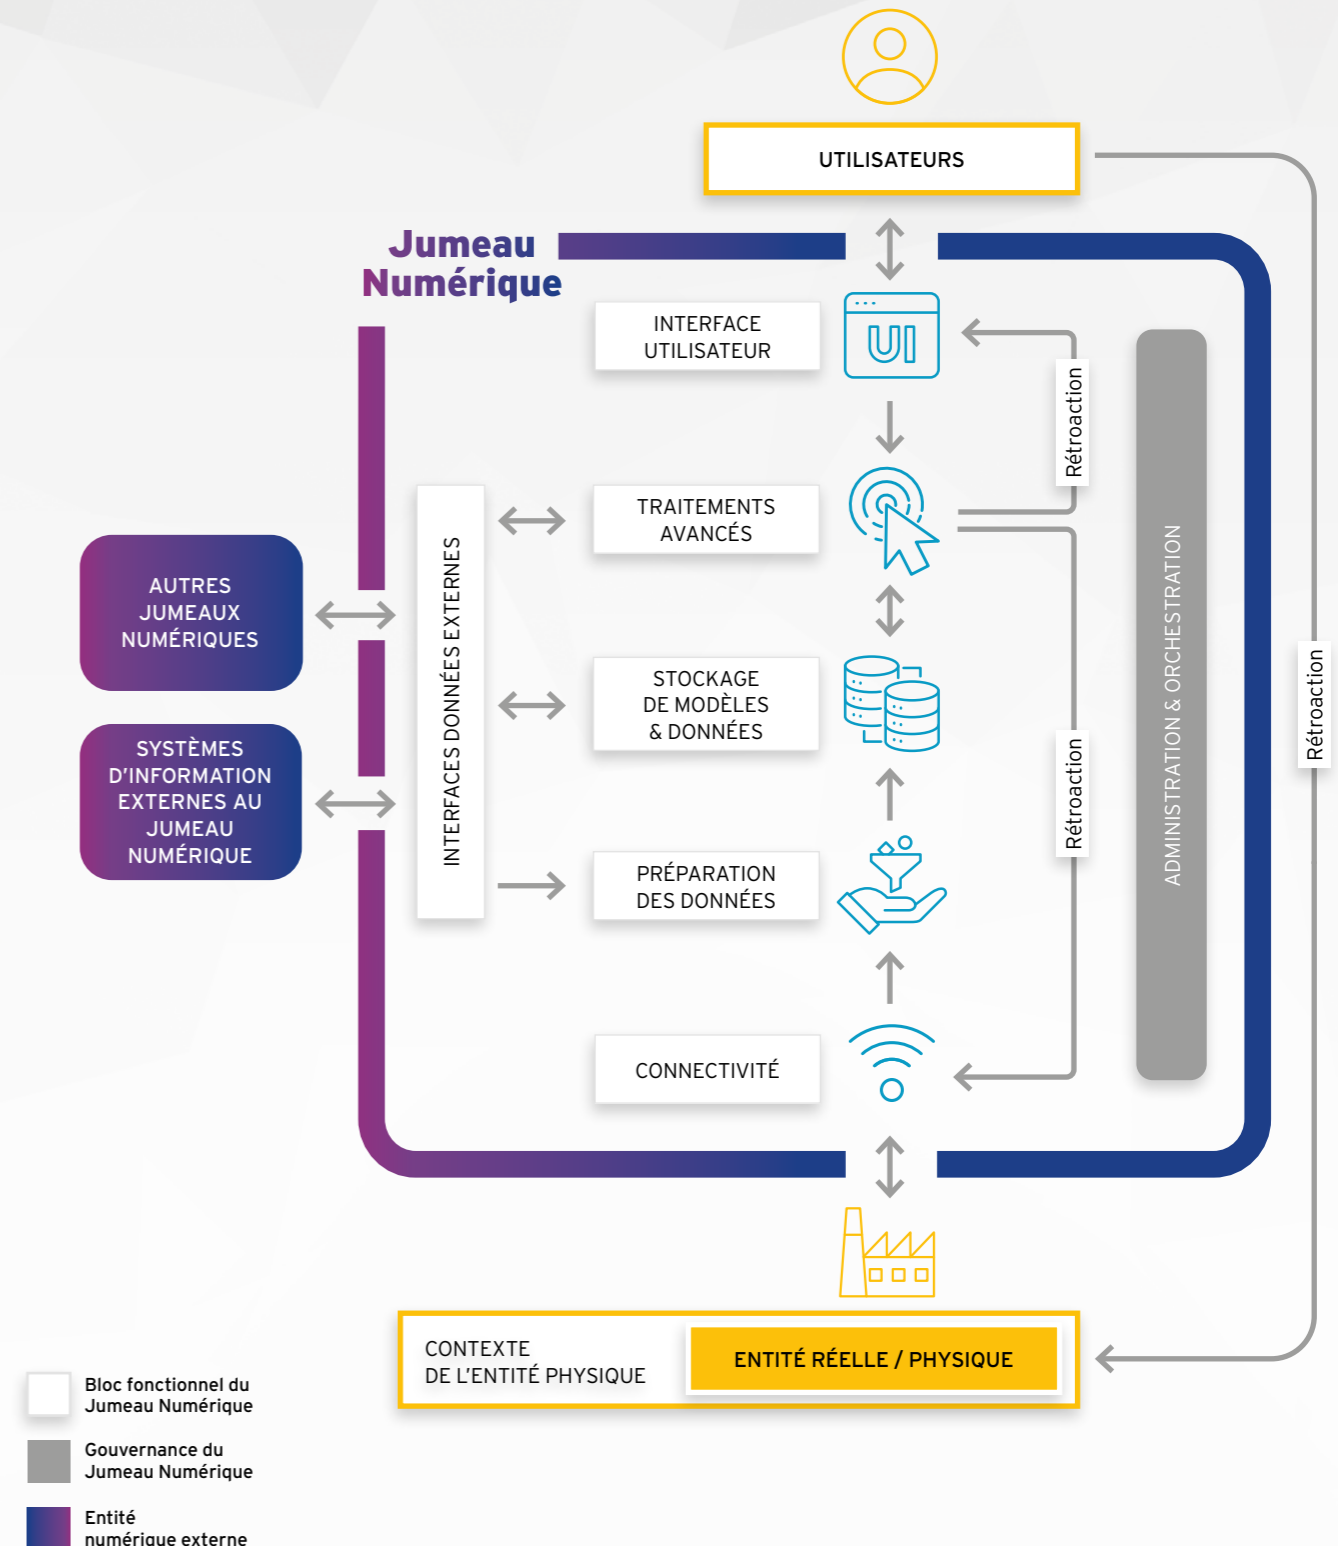 UTILISATEURS
Jumeau
Numérique
INTERFACE
UTILISATEUR
UI
Rétroaction
TRAITEMENTS
AVANCÉS
INTERFACES DONNÉES EXTERNES
AUTRES
JUMEAUX
NUMÉRIQUES
ADMINISTRATION & ORCHESTRATION
Rétroaction
STOCKAGE
DE MODÈLES
& DONNÉES
SYSTÈMES
D'INFORMATION
EXTERNES AU
JUMEAU
NUMÉRIQUE
Rétroaction
PRÉPARATION
DES DONNÉES
CONNECTIVITÉ
CONTEXTE
DE L'ENTITÉ PHYSIQUE
ENTITÉ RÉELLE / PHYSIQUE
Bloc fonctionnel du
Jumeau Numérique
Gouvernance du
Jumeau Numérique
Entité
numérique externe